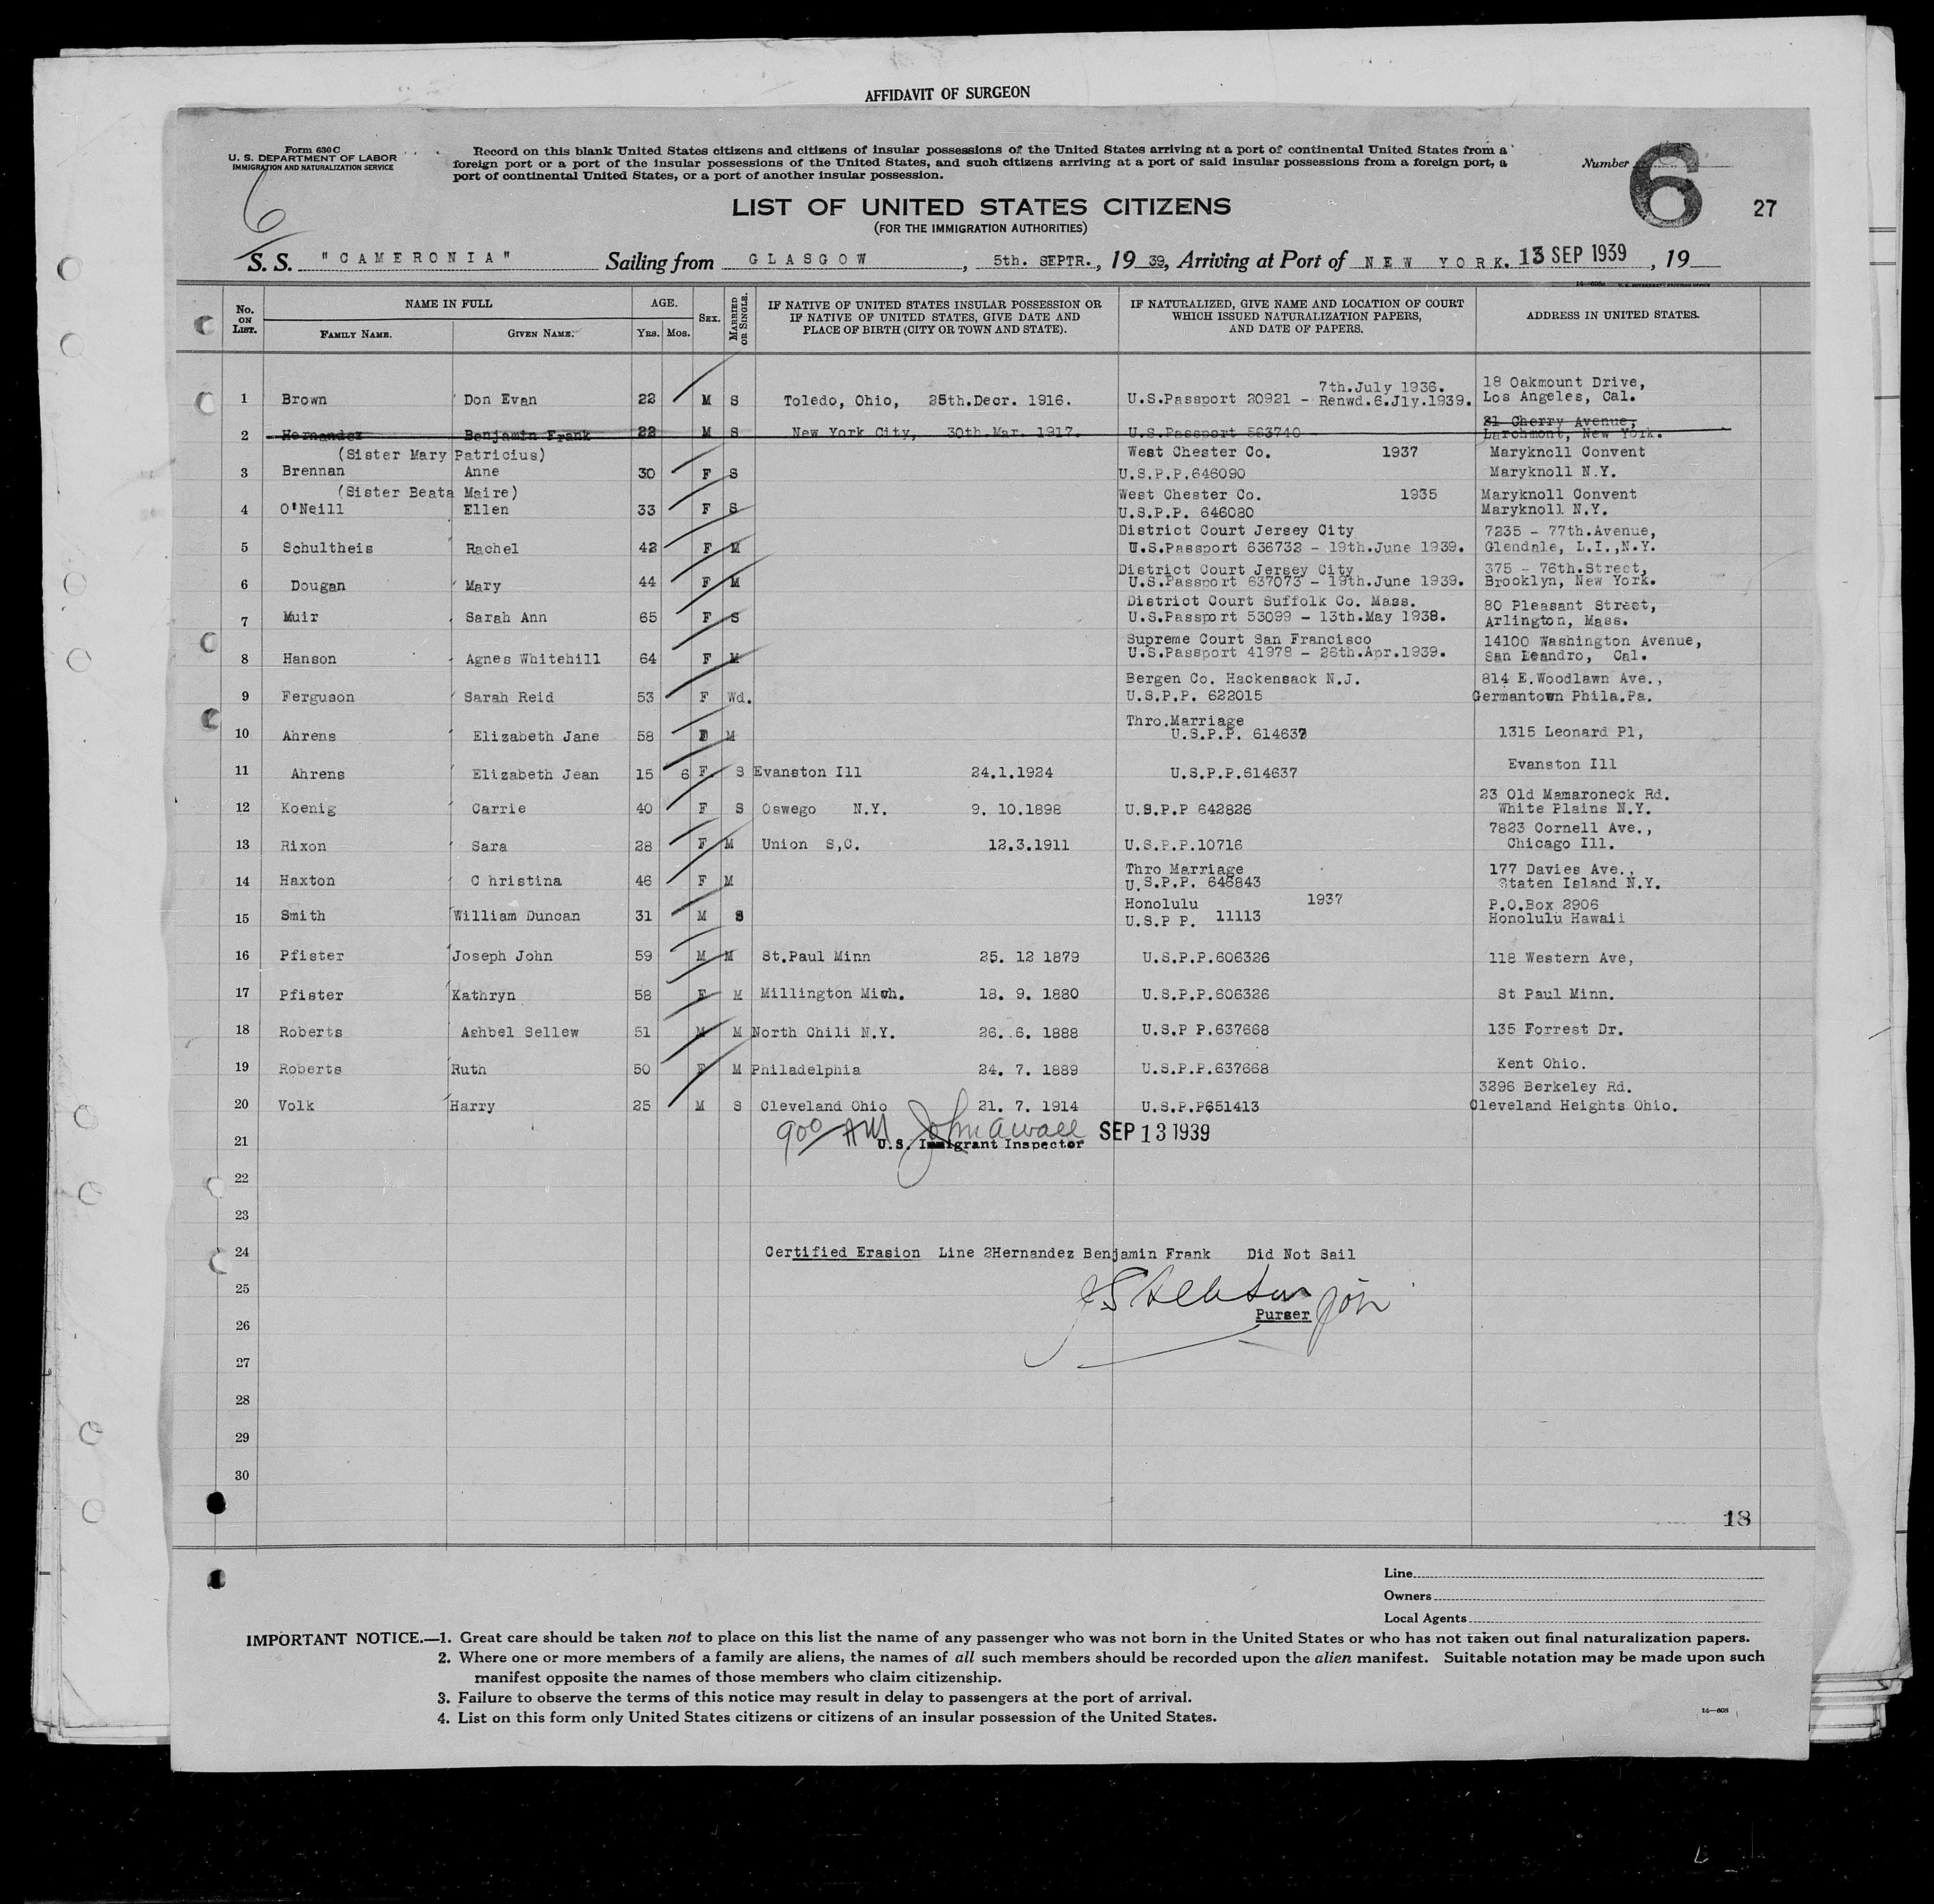 AFFIDAVIT OF SURGEON
Form 630 C
U. S. DEPARTMENT OF LABOR
IMMIGRATION AND NATURALIZATION SERVICE
Record on this blank United States citizens and citizens of insular possessions of the United States arriving at a port of continental United States from a
foreign port or a port of the insular possessions of the United States, and such citizens arriving at a port of said insular possessions from a foreign port, a
port of continental United States, or a port of another insular possession.
Number 6
27
6
LIST OF UNITED STATES CITIZENS
(FOR THE IMMIGRATION AUTHORITIES)
S. S. "CAMERONIA" Sailing from GLASGOW, 5th. SEPTR., 19 39, Arriving at Port of NEW YORK. 13 SEP 1939, 19
No. ON LIST. NAME IN FULL FAMILY NAME. GIVEN NAME. AGE. YRS. MOS. SEX. MARRIED OR SINGLE. IF NATIVE OF UNITED STATES INSULAR POSSESSION OR IF NATIVE OF UNITED STATES, GIVE DATE AND PLACE OF BIRTH (CITY OR TOWN AND STATE). IF NATURALIZED, GIVE NAME AND LOCATION OF COURT WHICH ISSUED NATURALIZATION PAPERS, AND DATE OF PAPERS. ADDRESS IN UNITED STATES.
7th.July 1936. 18 Oakmount Drive,
1 Brown Don Evan 22 M S Toledo, Ohio, 25th.Decr. 1916. U.S.Passport 20921 - Renwd.6.Jly.1939. Los Angeles, Cal.
21 Cherry Avenue,
2 Hernandez Benjamin Frank 22 M S New York City, 30th.Mar. 1917. U.S.Passport 563740 Larchmont, New York.
(Sister Mary Patricius) West Chester Co. 1937 Maryknoll Convent
3 Brennan Anne 30 F S U.S.P.P.646090 Maryknoll N.Y.
(Sister Beata Maire) West Chester Co. 1935 Maryknoll Convent
4 O'Neill Ellen 33 F S U.S.P.P. 646080 Maryknoll N.Y.
District Court Jersey City 7235 - 77th.Avenue,
5 Schultheis Rachel 42 F M U.S.Passport 636732 - 19th.June 1939. Glendale, L.I.,N.Y.
District Court Jersey City 375 - 76th.Street,
6 Dougan Mary 44 F M U.S.Passport 637073 - 19th.June 1939. Brooklyn, New York.
District Court Suffolk Co. Mass. 80 Pleasant Street,
7 Muir Sarah Ann 65 F S U.S.Passport 53099 - 13th.May 1938. Arlington, Mass.
Supreme Court San Francisco 14100 Washington Avenue,
8 Hanson Agnes Whitehill 64 F M U.S.Passport 41978 - 26th.Apr.1939. San Leandro, Cal.
Bergen Co. Hackensack N.J. 814 E.Woodlawn Ave.,
9 Ferguson Sarah Reid 53 F Wd. U.S.P.P. 622015 Germantown Phila.Pa.
Thro.Marriage
10 Ahrens Elizabeth Jane 58 M U.S.P.P. 614637 1315 Leonard Pl,
11 Ahrens Elizabeth Jean 15 6 F. S Evanston Ill 24.1.1924 U.S.P.P.614637 Evanston Ill
23 Old Mamaroneck Rd.
12 Koenig Carrie 40 F S Oswego N.Y. 9. 10.1898 U.S.P.P 642826 White Plains N.Y.
7823 Cornell Ave.,
13 Rixon Sara 28 F M Union S,C. 12.3.1911 U.S.P.P.10716 Chicago Ill.
Thro Marriage 177 Davies Ave.,
14 Haxton C hristina 46 F M U.S.P.P. 646843 Staten Island N.Y.
Honolulu 1937 P.O.Box 2906
15 Smith William Duncan 31 M S U.S.P P. 11113 Honolulu Hawaii
16 Pfister Joseph John 59 M M St.Paul Minn 25. 12 1879 U.S.P.P.606326 118 Western Ave,
17 Pfister Kathryn 58 F M Millington Mich. 18. 9. 1880 U.S.P.P.606326 St Paul Minn.
18 Roberts Ashbel Sellew 51 M M North Chili N.Y. 26. 6. 1888 U.S.P P.637668 135 Forrest Dr.
19 Roberts Ruth 50 F M Philadelphia 24. 7. 1889 U.S.P.P.637668 Kent Ohio.
3296 Berkeley Rd.
20 Volk Harry 25 M S Cleveland Ohio 21. 7. 1914 U.S.P.P651413 Cleveland Heights Ohio.
900 AM SEP 13 1939
21 U.S. Immigrant Inspector
22
23
24 Certified Erasion Line 2Hernandez Benjamin Frank Did Not Sail
25
26 Purser
27
28
29
30
18
Line
Owners
Local Agents
IMPORTANT NOTICE.—1. Great care should be taken not to place on this list the name of any passenger who was not born in the United States or who has not taken out final naturalization papers.
2. Where one or more members of a family are aliens, the names of all such members should be recorded upon the alien manifest. Suitable notation may be made upon such
manifest opposite the names of those members who claim citizenship.
3. Failure to observe the terms of this notice may result in delay to passengers at the port of arrival.
4. List on this form only United States citizens or citizens of an insular possession of the United States.